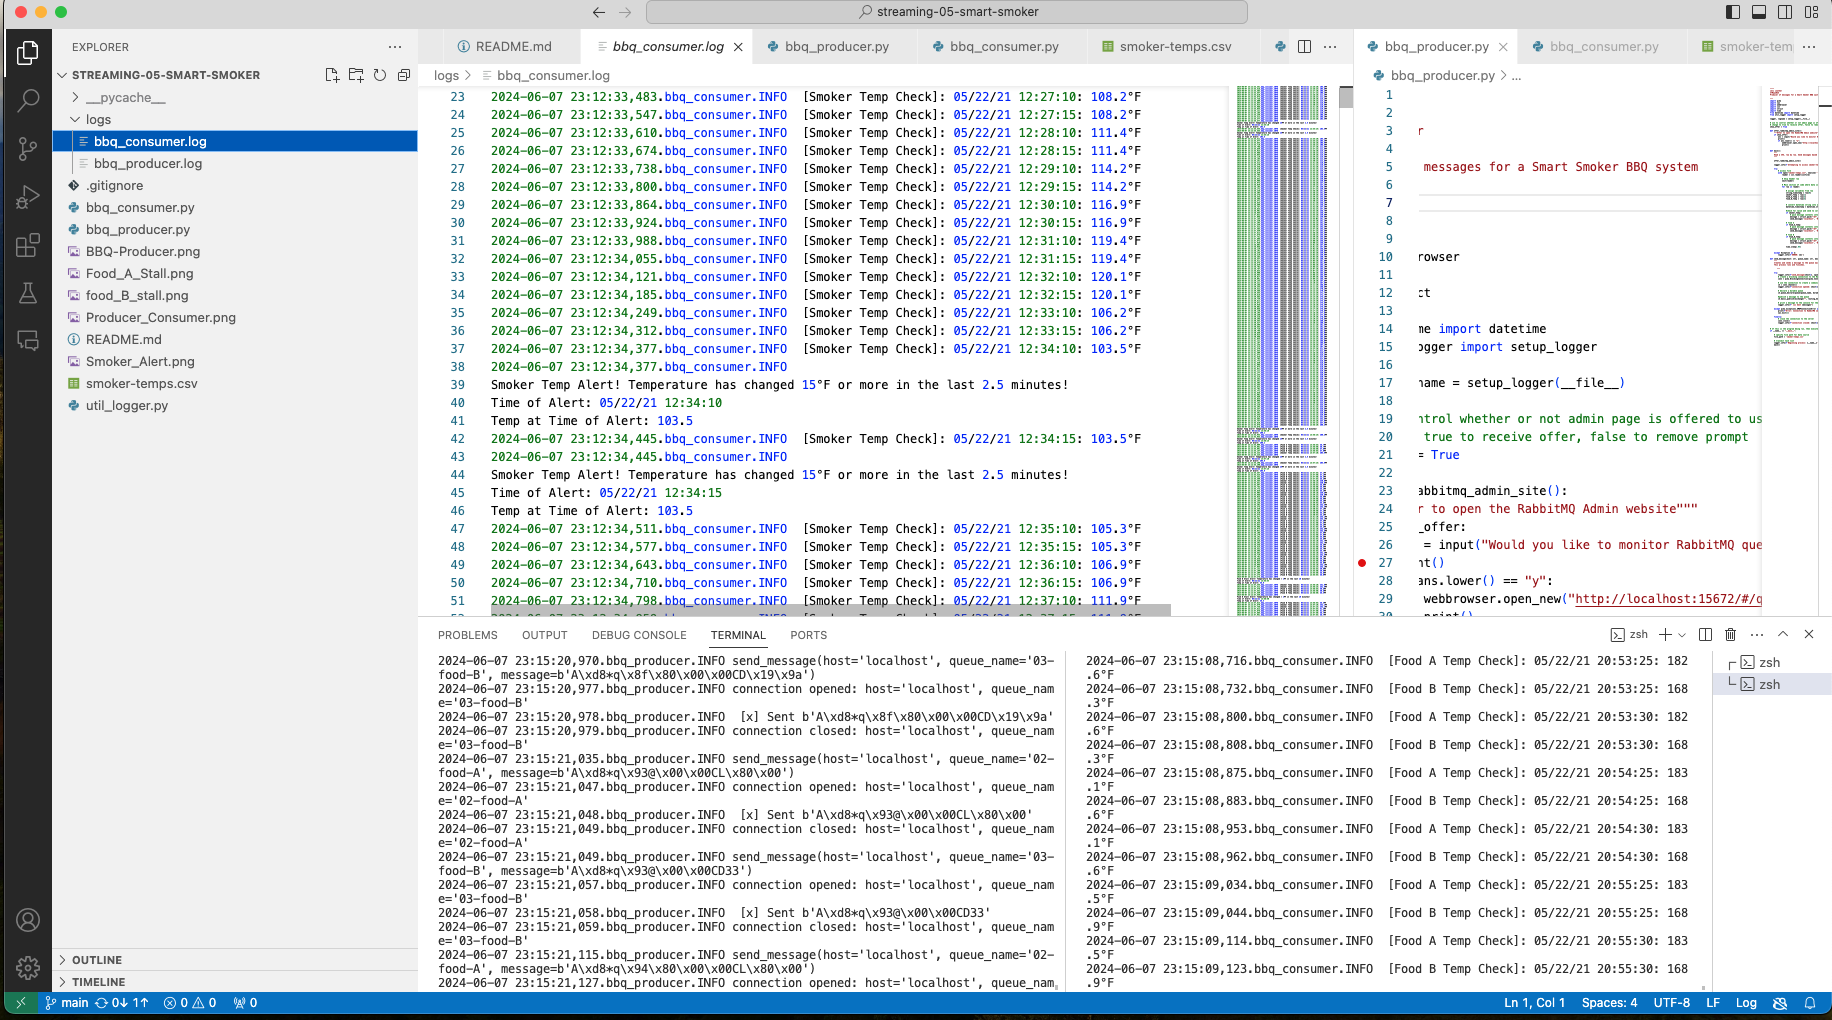 streaming-05-smart-smoker
EXPLORER
STREAMING-05-SMART-SMOKER
__pycache__
logs
bbq_consumer.log
bbq_producer.log
.gitignore
bbq_consumer.py
bbq_producer.py
BBQ-Producer.png
Food_A_Stall.png
food_B_stall.png
Producer_Consumer.png
README.md
Smoker_Alert.png
smoker-temps.csv
util_logger.py
OUTLINE
TIMELINE
README.md
bbq_consumer.log
bbq_producer.py
bbq_consumer.py
smoker-temps.csv
logs > bbq_consumer.log
23 2024-06-07 23:12:33,483.bbq_consumer.INFO [Smoker Temp Check]: 05/22/21 12:27:10: 108.2°F
24 2024-06-07 23:12:33,547.bbq_consumer.INFO [Smoker Temp Check]: 05/22/21 12:27:15: 108.2°F
25 2024-06-07 23:12:33,610.bbq_consumer.INFO [Smoker Temp Check]: 05/22/21 12:28:10: 111.4°F
26 2024-06-07 23:12:33,674.bbq_consumer.INFO [Smoker Temp Check]: 05/22/21 12:28:15: 111.4°F
27 2024-06-07 23:12:33,738.bbq_consumer.INFO [Smoker Temp Check]: 05/22/21 12:29:10: 114.2°F
28 2024-06-07 23:12:33,800.bbq_consumer.INFO [Smoker Temp Check]: 05/22/21 12:29:15: 114.2°F
29 2024-06-07 23:12:33,864.bbq_consumer.INFO [Smoker Temp Check]: 05/22/21 12:30:10: 116.9°F
30 2024-06-07 23:12:33,924.bbq_consumer.INFO [Smoker Temp Check]: 05/22/21 12:30:15: 116.9°F
31 2024-06-07 23:12:33,988.bbq_consumer.INFO [Smoker Temp Check]: 05/22/21 12:31:10: 119.4°F
32 2024-06-07 23:12:34,055.bbq_consumer.INFO [Smoker Temp Check]: 05/22/21 12:31:15: 119.4°F
33 2024-06-07 23:12:34,121.bbq_consumer.INFO [Smoker Temp Check]: 05/22/21 12:32:10: 120.1°F
34 2024-06-07 23:12:34,185.bbq_consumer.INFO [Smoker Temp Check]: 05/22/21 12:32:15: 120.1°F
35 2024-06-07 23:12:34,249.bbq_consumer.INFO [Smoker Temp Check]: 05/22/21 12:33:10: 106.2°F
36 2024-06-07 23:12:34,312.bbq_consumer.INFO [Smoker Temp Check]: 05/22/21 12:33:15: 106.2°F
37 2024-06-07 23:12:34,377.bbq_consumer.INFO [Smoker Temp Check]: 05/22/21 12:34:10: 103.5°F
38 2024-06-07 23:12:34,377.bbq_consumer.INFO
39 Smoker Temp Alert! Temperature has changed 15°F or more in the last 2.5 minutes!
40 Time of Alert: 05/22/21 12:34:10
41 Temp at Time of Alert: 103.5
42 2024-06-07 23:12:34,445.bbq_consumer.INFO [Smoker Temp Check]: 05/22/21 12:34:15: 103.5°F
43 2024-06-07 23:12:34,445.bbq_consumer.INFO
44 Smoker Temp Alert! Temperature has changed 15°F or more in the last 2.5 minutes!
45 Time of Alert: 05/22/21 12:34:15
46 Temp at Time of Alert: 103.5
47 2024-06-07 23:12:34,511.bbq_consumer.INFO [Smoker Temp Check]: 05/22/21 12:35:10: 105.3°F
48 2024-06-07 23:12:34,577.bbq_consumer.INFO [Smoker Temp Check]: 05/22/21 12:35:15: 105.3°F
49 2024-06-07 23:12:34,643.bbq_consumer.INFO [Smoker Temp Check]: 05/22/21 12:36:10: 106.9°F
50 2024-06-07 23:12:34,710.bbq_consumer.INFO [Smoker Temp Check]: 05/22/21 12:36:15: 106.9°F
51 2024-06-07 23:12:34,798.bbq_consumer.INFO [Smoker Temp Check]: 05/22/21 12:37:10: 111.9°F
bbq_producer.py
bbq_consumer.py
smoker-tem
bbq_producer.py > ...
1
2
3 r
4
5 messages for a Smart Smoker BBQ system
6
7
8
9
10 rowser
11
12 ct
13
14 me import datetime
15 ogger import setup_logger
16
17 name = setup_logger(__file__)
18
19 ntrol whether or not admin page is offered to us
20 true to receive offer, false to remove prompt
21 = True
22
23 abbitmq_admin_site():
24 r to open the RabbitMQ Admin website"""
25 _offer:
26 = input("Would you like to monitor RabbitMQ que
27 nt()
28 ans.lower() == "y":
29 webbrowser.open_new("http://localhost:15672/#/q
30 print()
PROBLEMS OUTPUT DEBUG CONSOLE TERMINAL PORTS
zsh
2024-06-07 23:15:20,970.bbq_producer.INFO send_message(host='localhost', queue_name='03-
food-B', message=b'A\xd8*q\x8f\x80\x00\x00CD\x19\x9a')
2024-06-07 23:15:20,977.bbq_producer.INFO connection opened: host='localhost', queue_nam
e='03-food-B'
2024-06-07 23:15:20,978.bbq_producer.INFO [x] Sent b'A\xd8*q\x8f\x80\x00\x00CD\x19\x9a'
2024-06-07 23:15:20,979.bbq_producer.INFO connection closed: host='localhost', queue_nam
e='03-food-B'
2024-06-07 23:15:21,035.bbq_producer.INFO send_message(host='localhost', queue_name='02-
food-A', message=b'A\xd8*q\x93@\x00\x00CL\x80\x00')
2024-06-07 23:15:21,047.bbq_producer.INFO connection opened: host='localhost', queue_nam
e='02-food-A'
2024-06-07 23:15:21,048.bbq_producer.INFO [x] Sent b'A\xd8*q\x93@\x00\x00CL\x80\x00'
2024-06-07 23:15:21,049.bbq_producer.INFO connection closed: host='localhost', queue_nam
e='02-food-A'
2024-06-07 23:15:21,049.bbq_producer.INFO send_message(host='localhost', queue_name='03-
food-B', message=b'A\xd8*q\x93@\x00\x00CD33')
2024-06-07 23:15:21,057.bbq_producer.INFO connection opened: host='localhost', queue_nam
e='03-food-B'
2024-06-07 23:15:21,058.bbq_producer.INFO [x] Sent b'A\xd8*q\x93@\x00\x00CD33'
2024-06-07 23:15:21,059.bbq_producer.INFO connection closed: host='localhost', queue_nam
e='03-food-B'
2024-06-07 23:15:21,115.bbq_producer.INFO send_message(host='localhost', queue_name='02-
food-A', message=b'A\xd8*q\x94\x80\x00\x00CL\x80\x00')
2024-06-07 23:15:21,127.bbq_producer.INFO connection opened: host='localhost', queue_nam
2024-06-07 23:15:08,716.bbq_consumer.INFO [Food A Temp Check]: 05/22/21 20:53:25: 182
.6°F
2024-06-07 23:15:08,732.bbq_consumer.INFO [Food B Temp Check]: 05/22/21 20:53:25: 168
.3°F
2024-06-07 23:15:08,800.bbq_consumer.INFO [Food A Temp Check]: 05/22/21 20:53:30: 182
.6°F
2024-06-07 23:15:08,808.bbq_consumer.INFO [Food B Temp Check]: 05/22/21 20:53:30: 168
.3°F
2024-06-07 23:15:08,875.bbq_consumer.INFO [Food A Temp Check]: 05/22/21 20:54:25: 183
.1°F
2024-06-07 23:15:08,883.bbq_consumer.INFO [Food B Temp Check]: 05/22/21 20:54:25: 168
.6°F
2024-06-07 23:15:08,953.bbq_consumer.INFO [Food A Temp Check]: 05/22/21 20:54:30: 183
.1°F
2024-06-07 23:15:08,962.bbq_consumer.INFO [Food B Temp Check]: 05/22/21 20:54:30: 168
.6°F
2024-06-07 23:15:09,034.bbq_consumer.INFO [Food A Temp Check]: 05/22/21 20:55:25: 183
.5°F
2024-06-07 23:15:09,044.bbq_consumer.INFO [Food B Temp Check]: 05/22/21 20:55:25: 168
.9°F
2024-06-07 23:15:09,114.bbq_consumer.INFO [Food A Temp Check]: 05/22/21 20:55:30: 183
.5°F
2024-06-07 23:15:09,123.bbq_consumer.INFO [Food B Temp Check]: 05/22/21 20:55:30: 168
.9°F
zsh
zsh
main 0↓ 1↑ 0 0 0
Ln 1, Col 1 Spaces: 4 UTF-8 LF Log